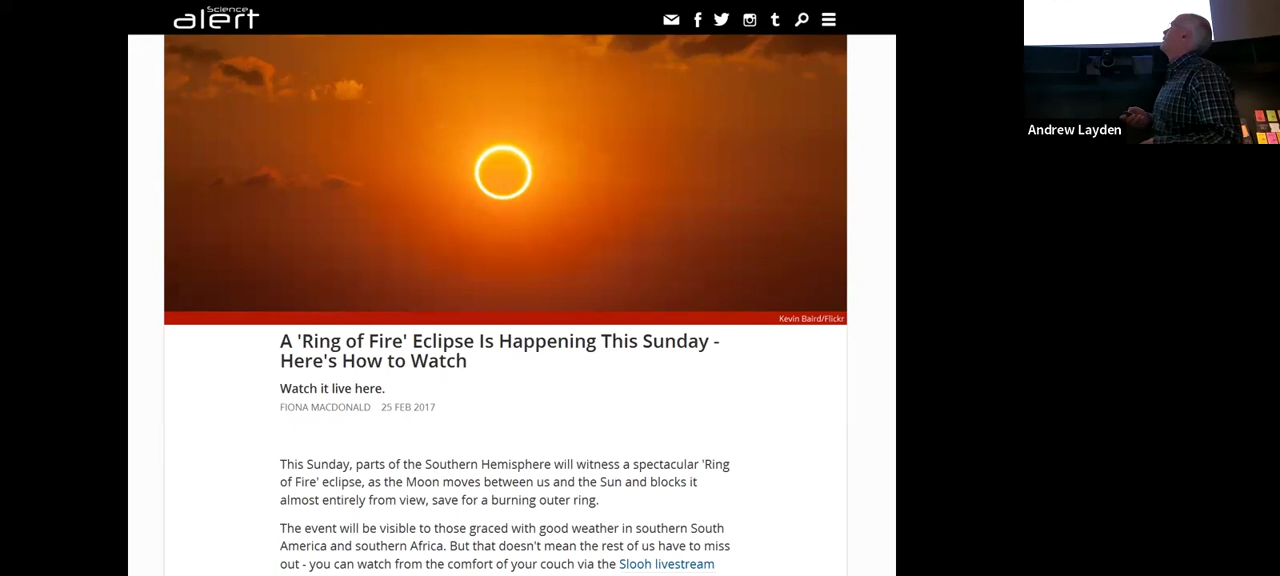 Science
alert
Andrew Layden
Kevin Baird/Flickr
A 'Ring of Fire' Eclipse Is Happening This Sunday -
Here's How to Watch
Watch it live here.
FIONA MACDONALD 25 FEB 2017
This Sunday, parts of the Southern Hemisphere will witness a spectacular 'Ring
of Fire' eclipse, as the Moon moves between us and the Sun and blocks it
almost entirely from view, save for a burning outer ring.
The event will be visible to those graced with good weather in southern South
America and southern Africa. But that doesn't mean the rest of us have to miss
out - you can watch from the comfort of your couch via the Slooh livestream